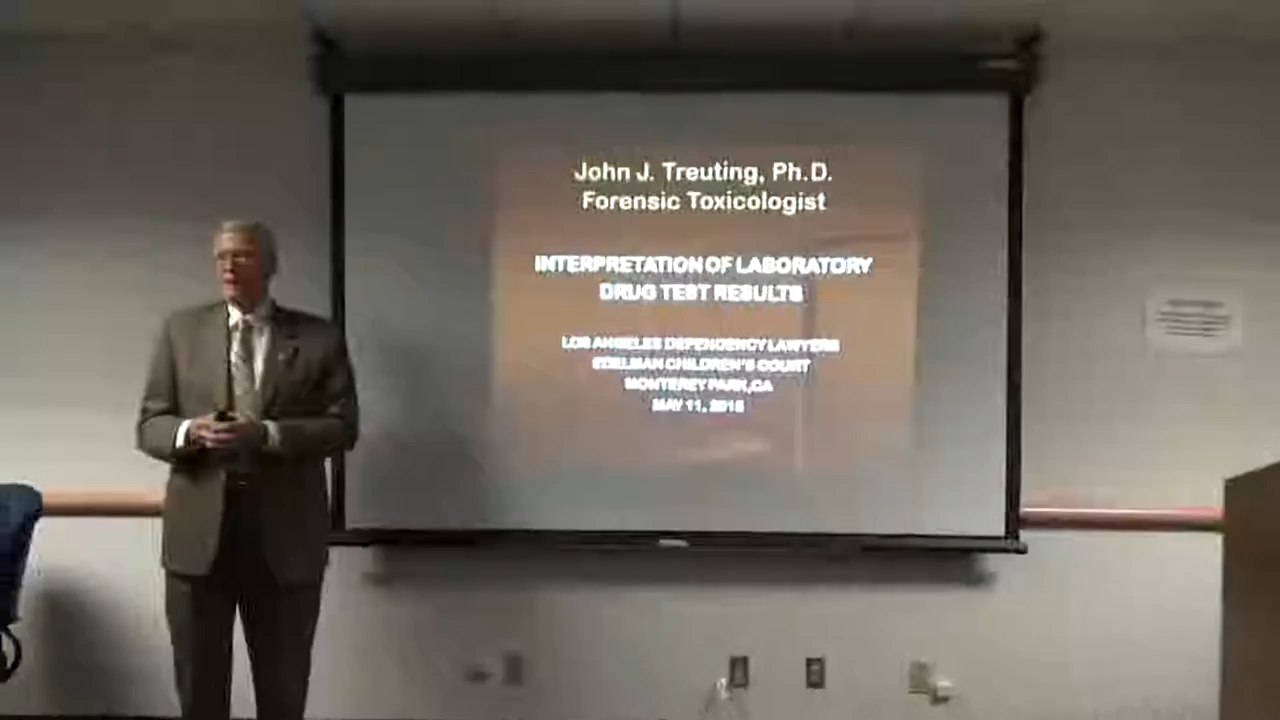 John J. Treuting, Ph.D.
Forensic Toxicologist
INTERPRETATION OF LABORATORY
DRUG TEST RESULTS
LOS ANGELES DEPENDENCY LAWYERS
EDELMAN CHILDREN'S COURT
MONTEREY PARK, CA
MAY 11,